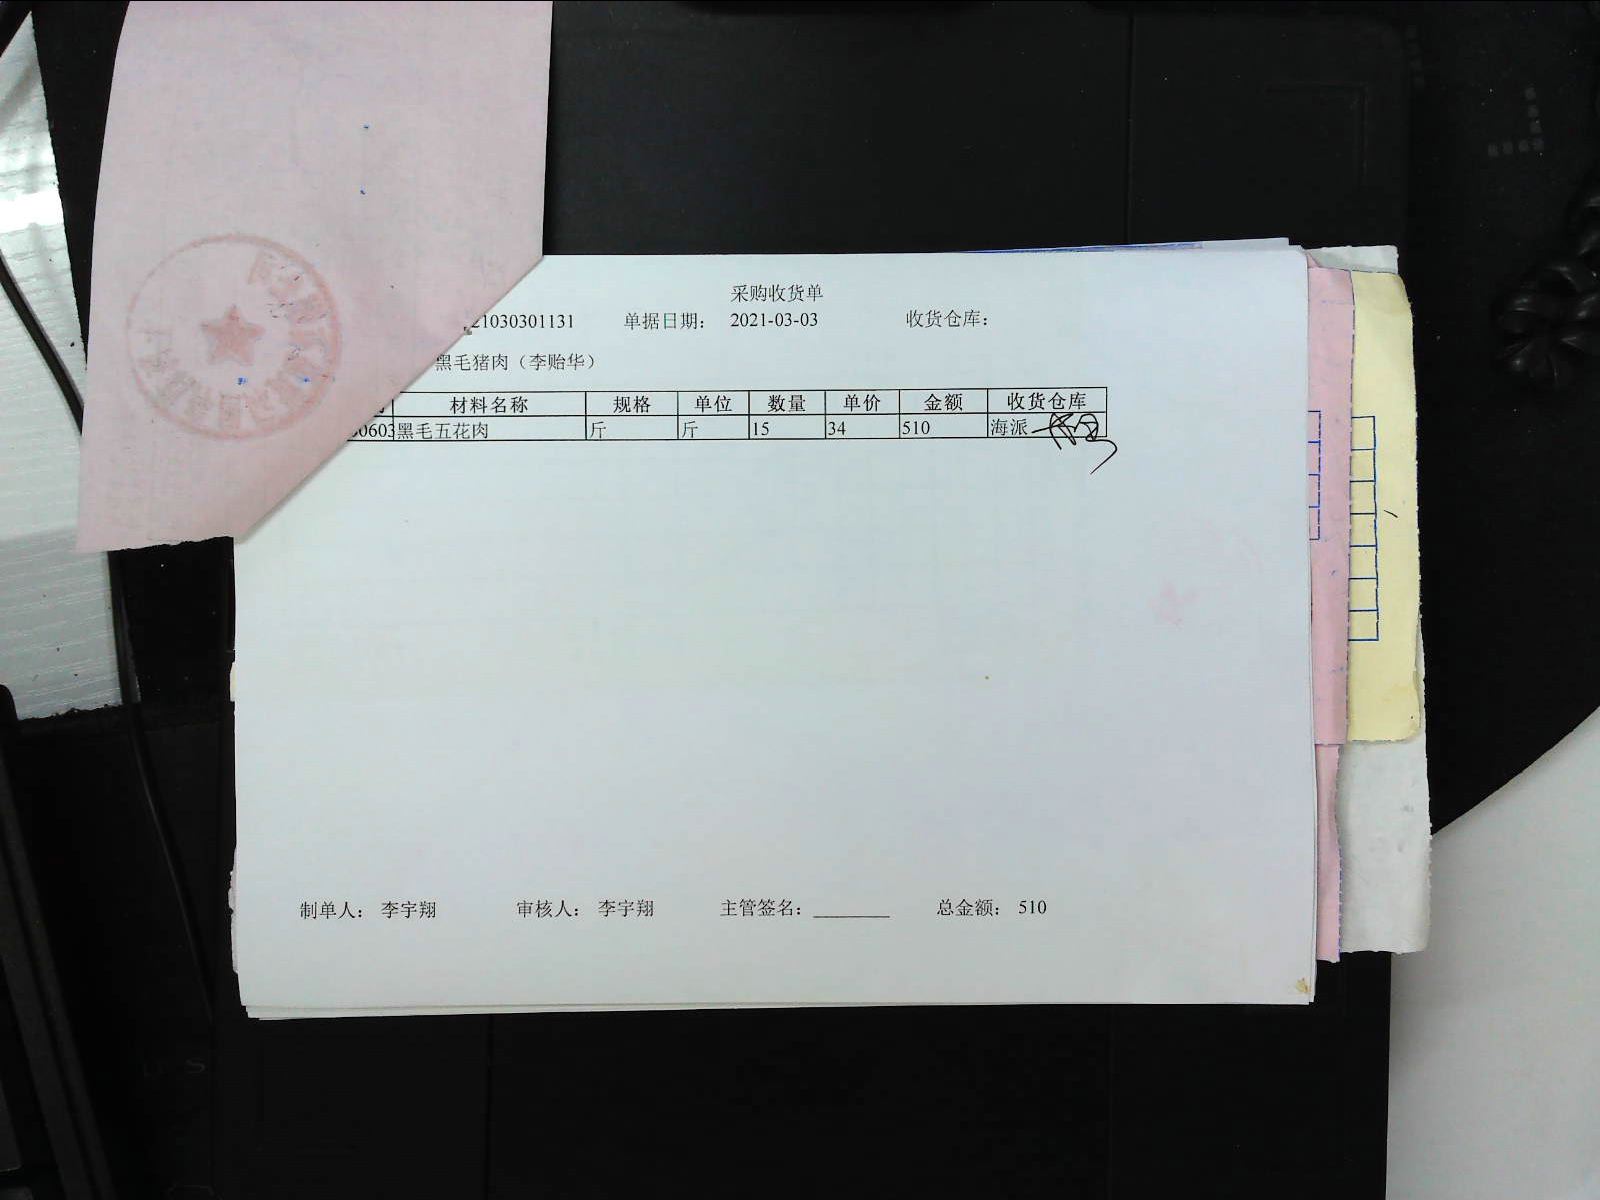 采购收货单
21030301131 单据日期： 2021-03-03 收货仓库：
黑毛猪肉（李贻华）
材料名称 规格 单位 数量 单价 金额 收货仓库
0603 黑毛五花肉 斤 斤 15 34 510 海派
制单人： 李宇翔 审核人： 李宇翔 主管签名：________ 总金额： 510